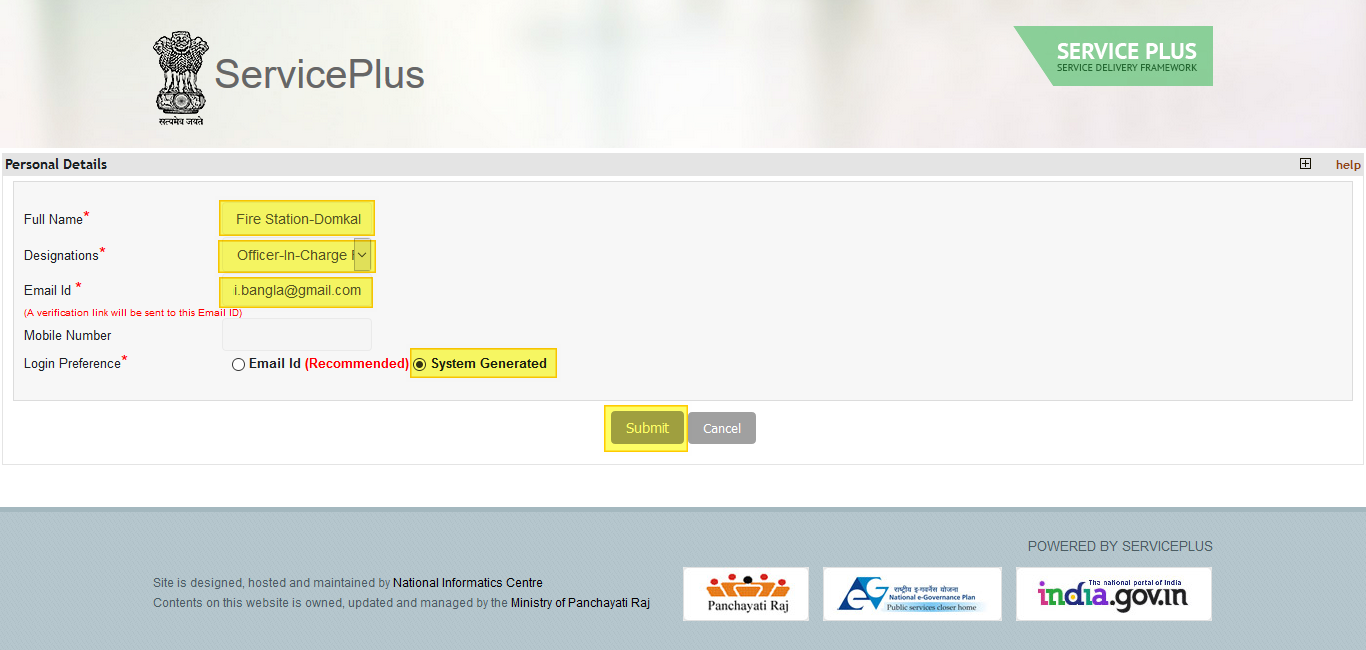 सत्यमेव जयते
ServicePlus
SERVICE PLUS
SERVICE DELIVERY FRAMEWORK
Personal Details
help
Full Name*
Fire Station-Domkal
Designations*
Officer-In-Charge
Email Id *
i.bangla@gmail.com
(A verification link will be sent to this Email ID)
Mobile Number
Login Preference*
Email Id (Recommended) System Generated
Submit Cancel
POWERED BY SERVICEPLUS
Site is designed, hosted and maintained by National Informatics Centre
Contents on this website is owned, updated and managed by the Ministry of Panchayati Raj
Panchayati Raj
राष्ट्रीय ई-गवर्नेंस योजना
National e-Governance Plan
Public services closer home
The national portal of India
india.gov.in